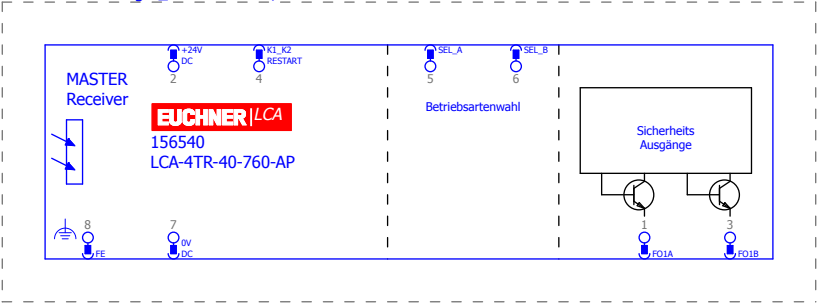 +24V
DC
2
K1_K2
RESTART
4
SEL_A
5
SEL_B
6
MASTER
Receiver
EUCHNER LCA
156540
LCA-4TR-40-760-AP
Betriebsartenwahl
Sicherheits
Ausgänge
8
FE
7
0V
DC
1
FO1A
3
FO1B